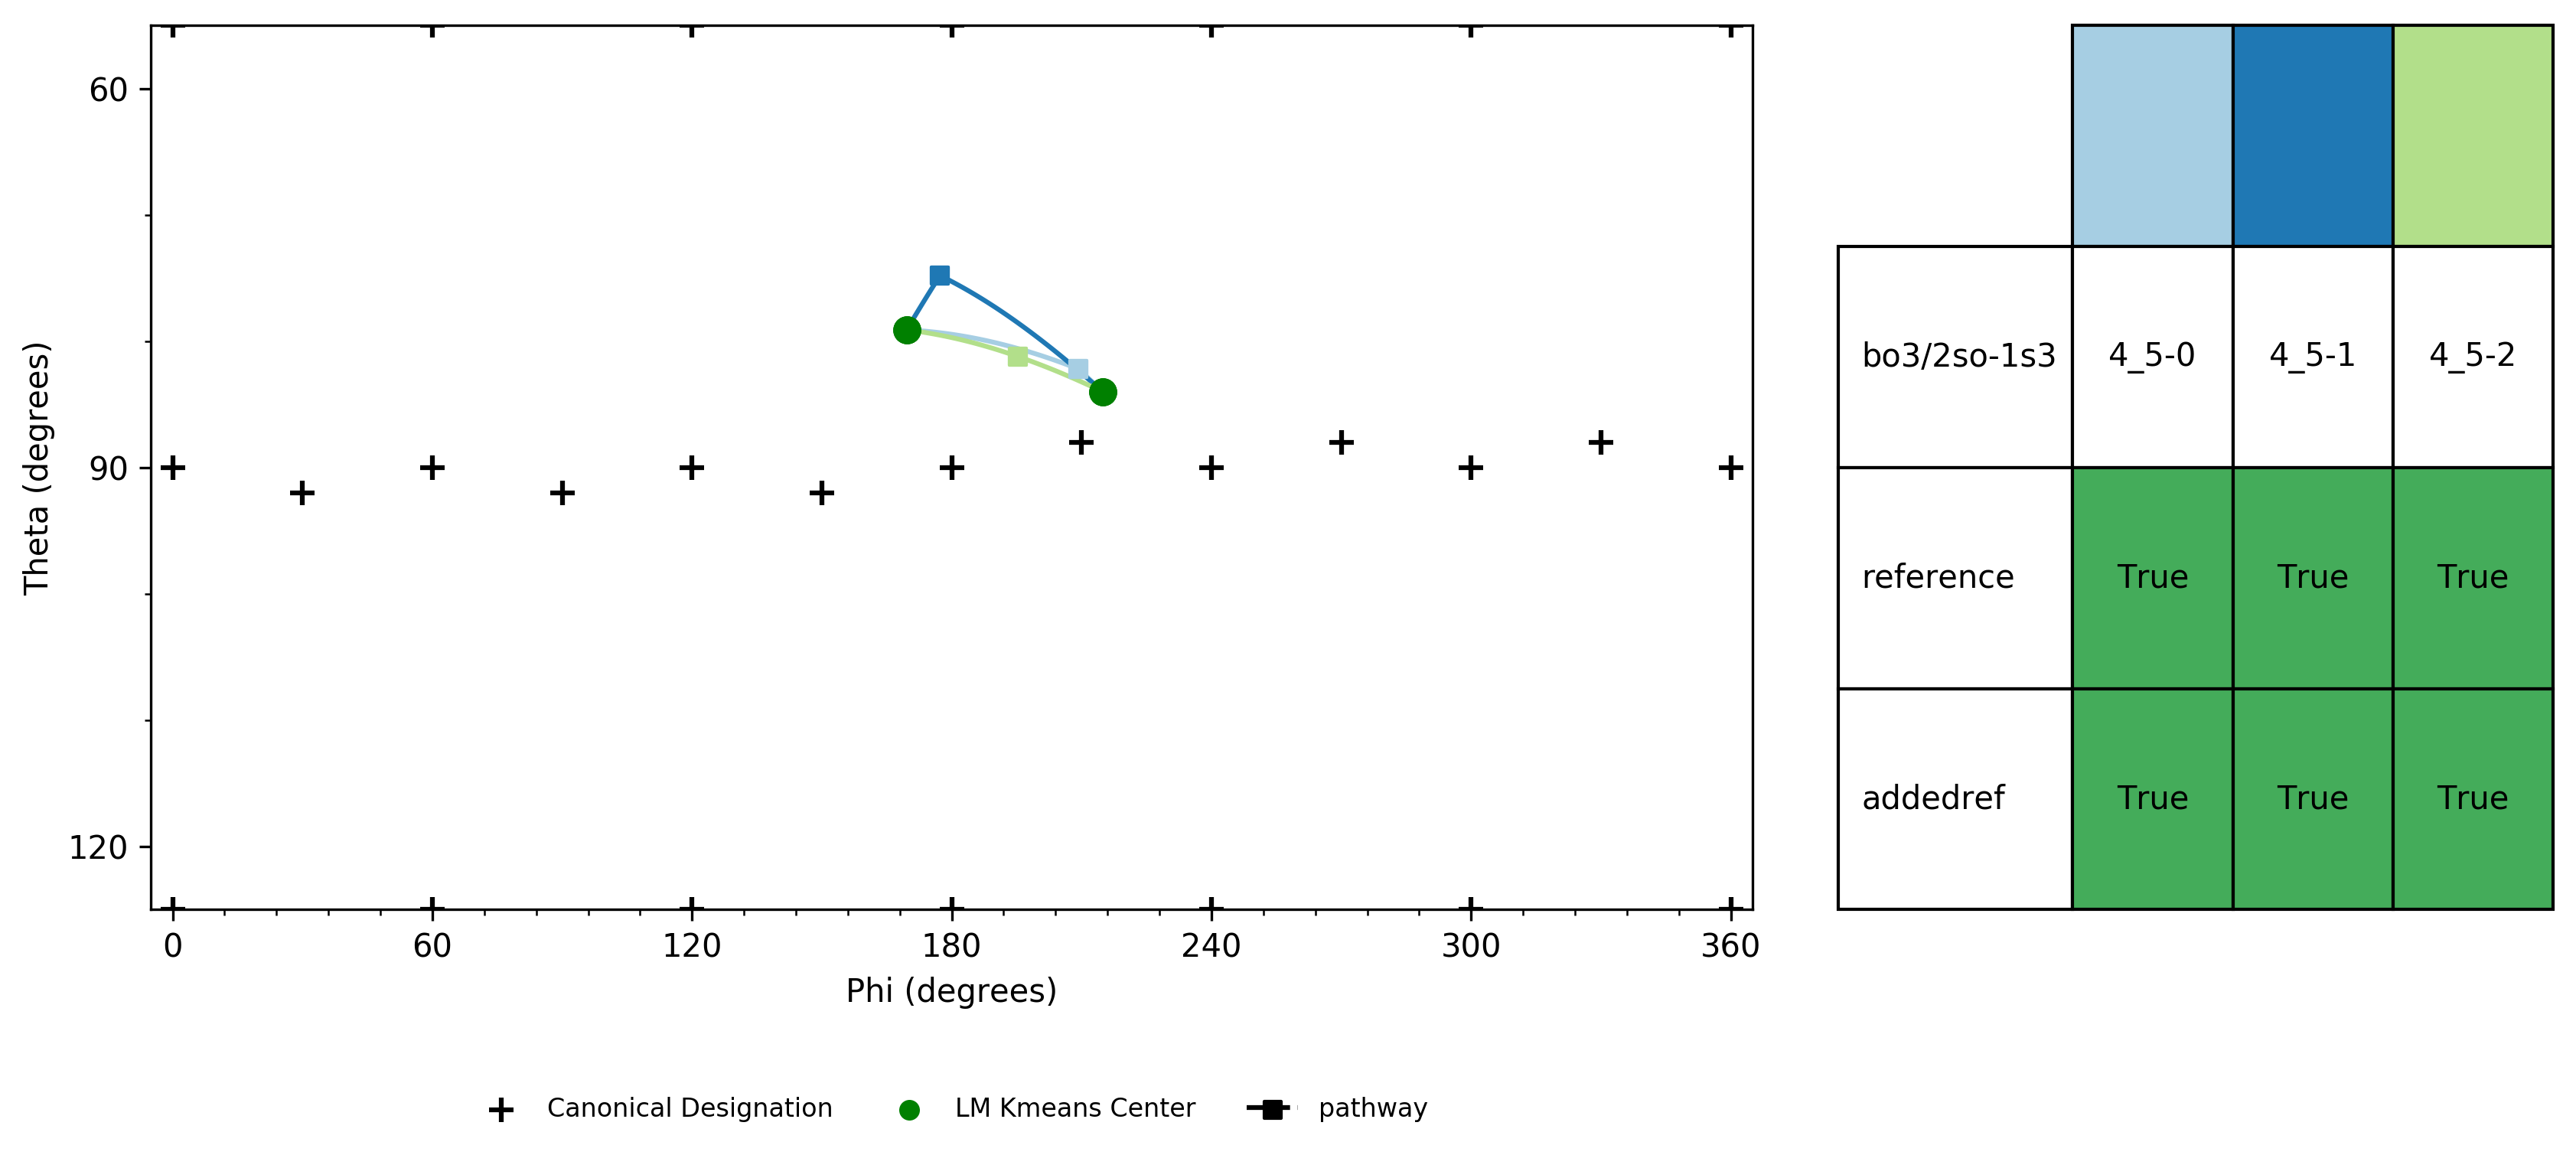 60
90
120
Theta (degrees)
0 60 120 180 240 300 360
Phi (degrees)
Canonical Designation LM Kmeans Center pathway
bo3/2so-1s3 4_5-0 4_5-1 4_5-2
reference True True True
addedref True True True